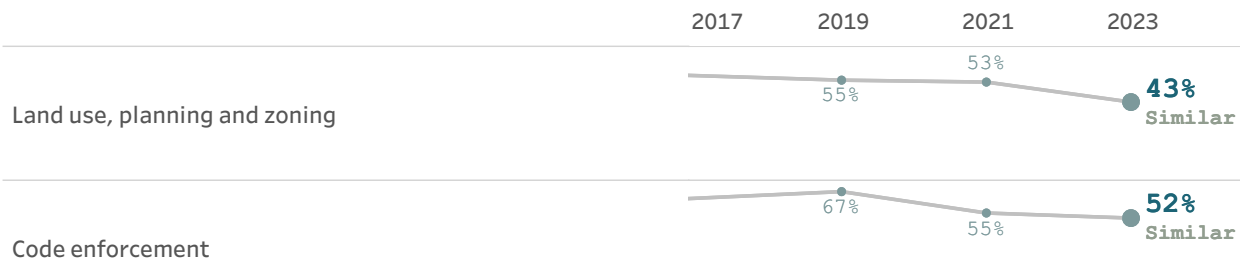 2017 2019 2021 2023
53%
43%
55%
Similar
Land use, planning and zoning
52%
67%
55%
Similar
Code enforcement